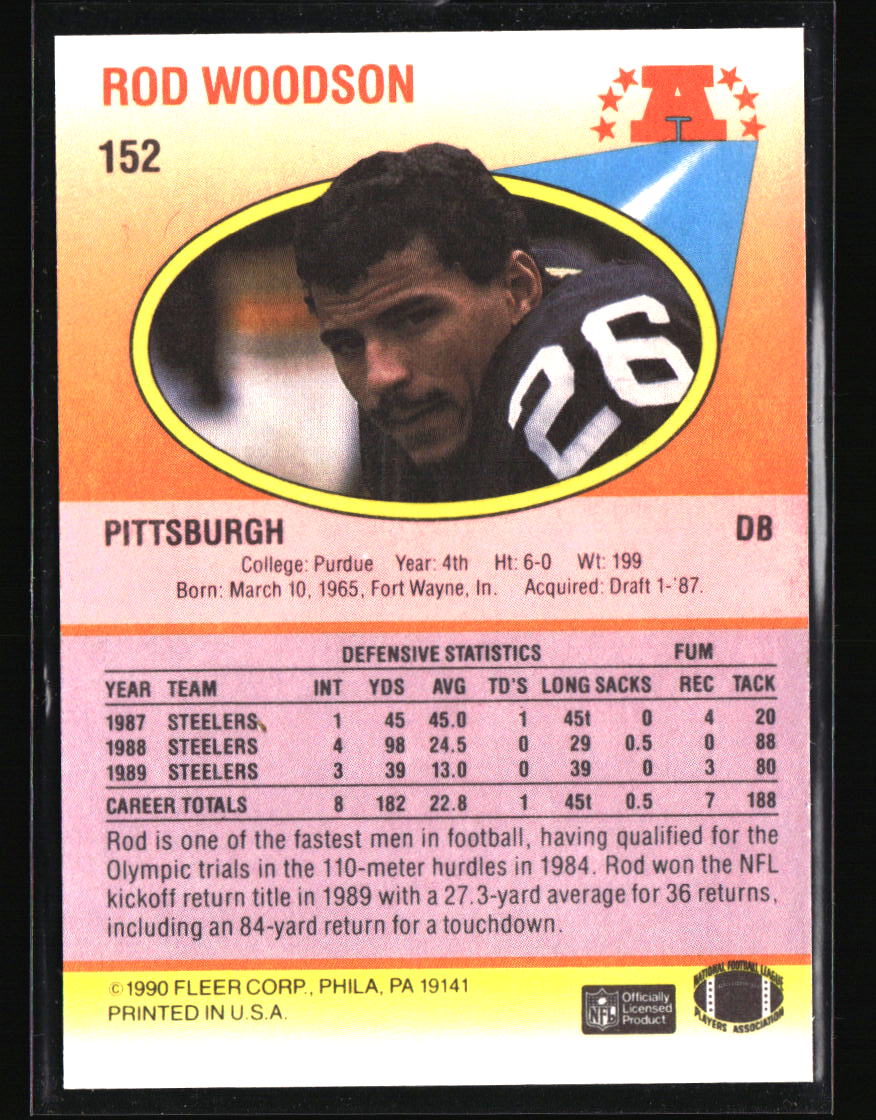 ROD WOODSON
A
152
26
PITTSBURGH DB
College: Purdue Year: 4th Ht: 6-0 Wt: 199
Born: March 10, 1965, Fort Wayne, In. Acquired: Draft 1-'87.
DEFENSIVE STATISTICS FUM
YEAR TEAM INT YDS AVG TD'S LONG SACKS REC TACK
1987 STEELERS 1 45 45.0 1 45t 0 4 20
1988 STEELERS 4 98 24.5 0 29 0.5 0 88
1989 STEELERS 3 39 13.0 0 39 0 3 80
CAREER TOTALS 8 182 22.8 1 45t 0.5 7 188
Rod is one of the fastest men in football, having qualified for the
Olympic trials in the 110-meter hurdles in 1984. Rod won the NFL
kickoff return title in 1989 with a 27.3-yard average for 36 returns,
including an 84-yard return for a touchdown.
©1990 FLEER CORP., PHILA, PA 19141
PRINTED IN U.S.A.
NFL
Officially
Licensed
Product
NATIONAL FOOTBALL LEAGUE
PLAYERS ASSOCIATION